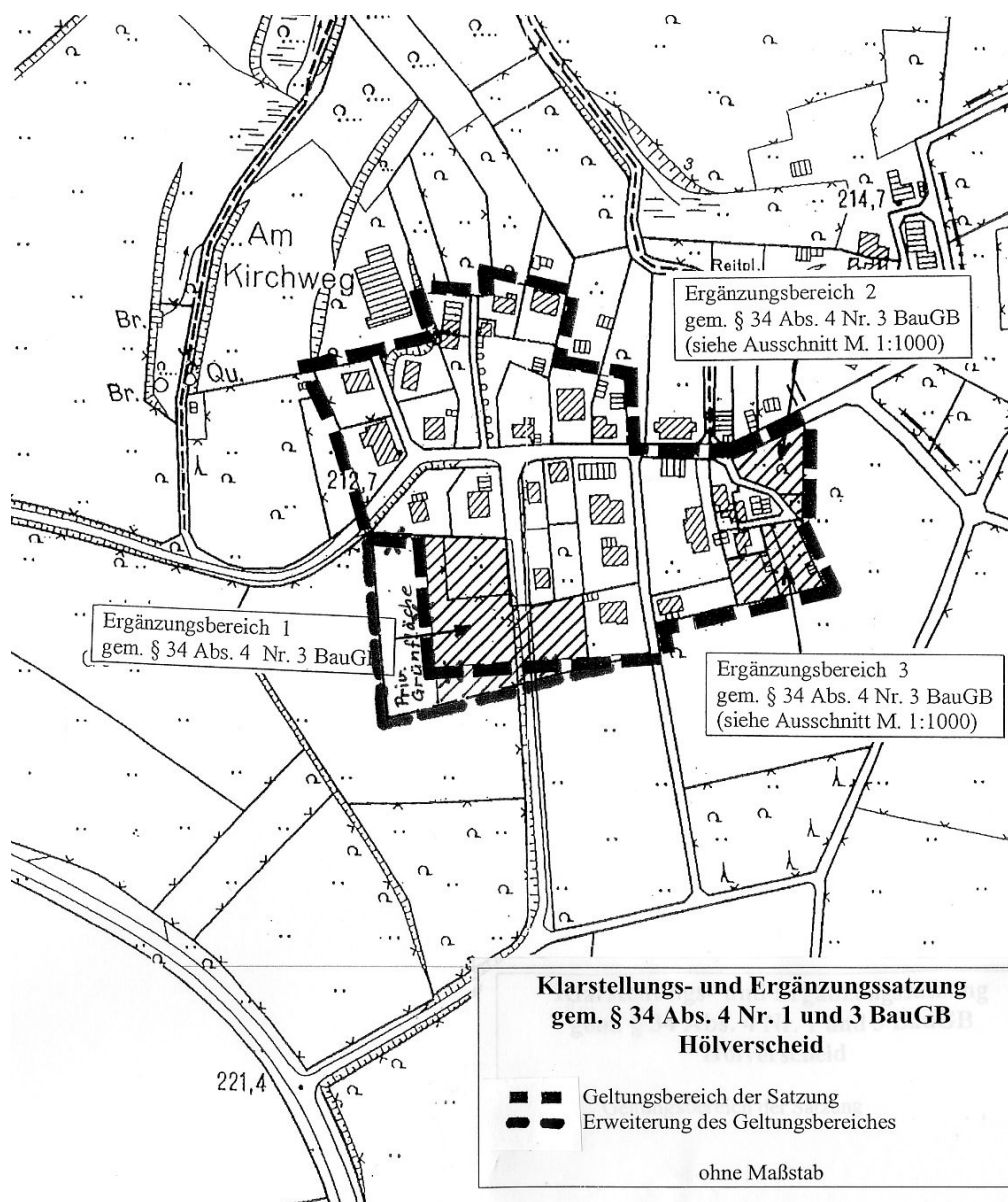 3
214,7
Am
Kirchweg
Reitpl.
Ergänzungsbereich 2
gem. § 34 Abs. 4 Nr. 3 BauGB
(siehe Ausschnitt M. 1:1000)
Br.
Br.
Qu.
212,7
Ergänzungsbereich 1
gem. § 34 Abs. 4 Nr. 3 BauG
Priv.
Grünfläche
Ergänzungsbereich 3
gem. § 34 Abs. 4 Nr. 3 BauGB
(siehe Ausschnitt M. 1:1000)
221,4
Klarstellungs- und Ergänzungssatzung
gem. § 34 Abs. 4 Nr. 1 und 3 BauGB
Hölverscheid
Geltungsbereich der Satzung
Erweiterung des Geltungsbereiches
ohne Maßstab